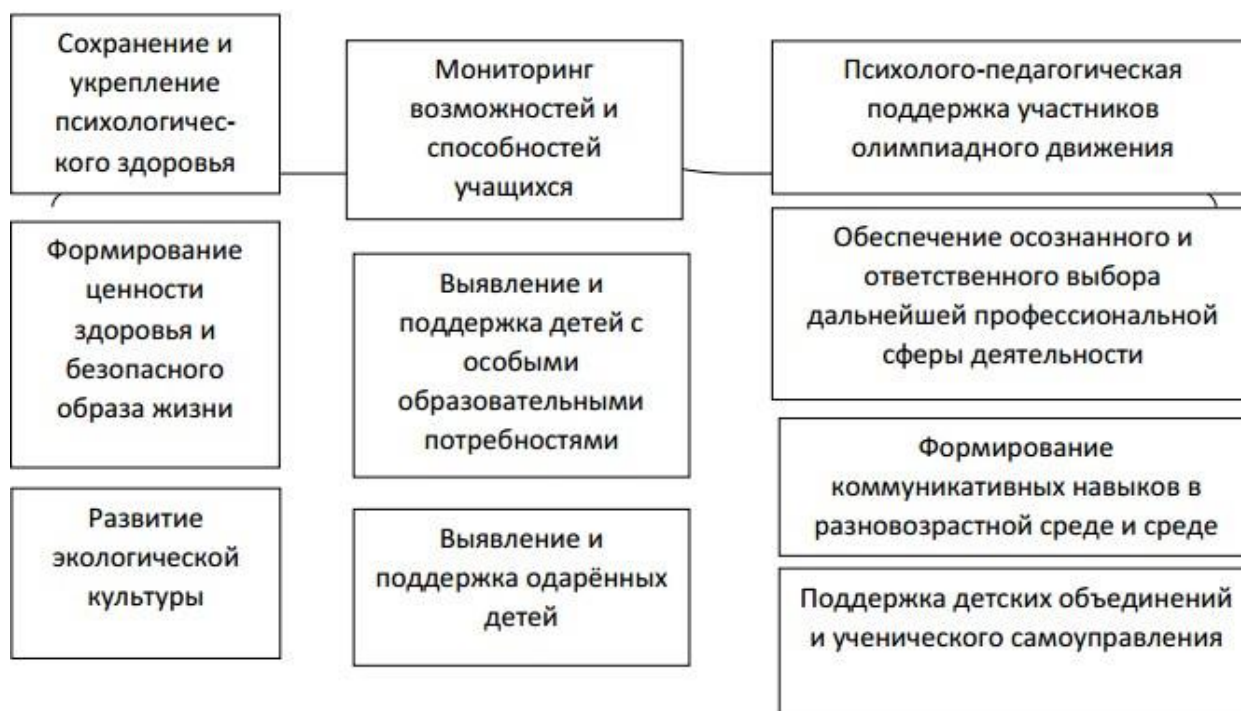 Сохранение и
укрепление
психологичес-
кого здоровья
Формирование
ценности
здоровья и
безопасного
образа жизни
Развитие
экологической
культуры
Мониторинг
возможностей и
способностей
учащихся
Выявление и
поддержка детей с
особыми
образовательными
потребностями
Выявление и
поддержка одарённых
детей
Психолого-педагогическая
поддержка участников
олимпиадного движения
Обеспечение осознанного и
ответственного выбора
дальнейшей профессиональной
сферы деятельности
Формирование
коммуникативных навыков в
разновозрастной среде и среде
Поддержка детских объединений
и ученического самоуправления